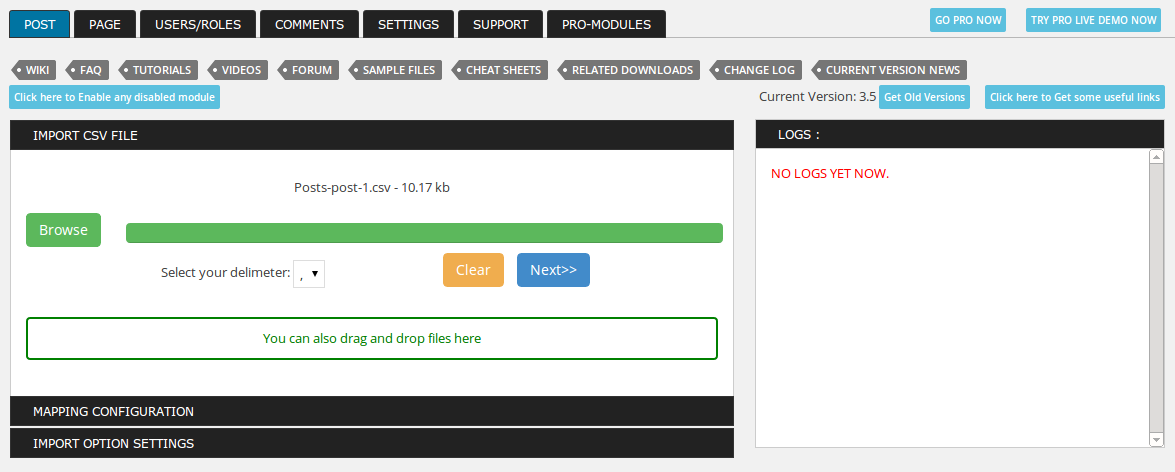 POST PAGE USERS/ROLES COMMENTS SETTINGS SUPPORT PRO-MODULES GO PRO NOW TRY PRO LIVE DEMO NOW
WIKI FAQ TUTORIALS VIDEOS FORUM SAMPLE FILES CHEAT SHEETS RELATED DOWNLOADS CHANGE LOG CURRENT VERSION NEWS
Click here to Enable any disabled module Current Version: 3.5 Get Old Versions Click here to Get some useful links
IMPORT CSV FILE
Posts-post-1.csv - 10.17 kb
Browse
Select your delimeter: , Clear Next>>
You can also drag and drop files here
MAPPING CONFIGURATION
IMPORT OPTION SETTINGS
LOGS :
NO LOGS YET NOW.